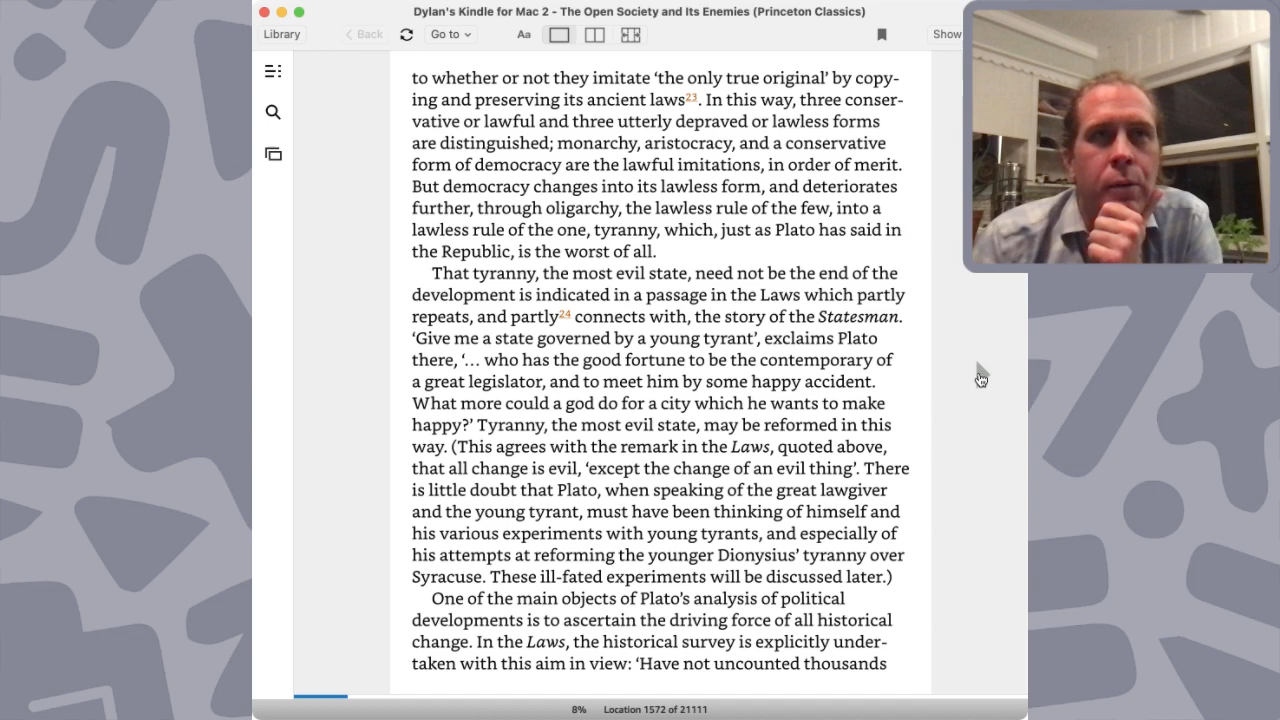 Dylan's Kindle for Mac 2 - The Open Society and Its Enemies (Princeton Classics)
Library
Back
Go to
Aa
Show
to whether or not they imitate ‘the only true original’ by copy-
ing and preserving its ancient laws23. In this way, three conser-
vative or lawful and three utterly depraved or lawless forms
are distinguished; monarchy, aristocracy, and a conservative
form of democracy are the lawful imitations, in order of merit.
But democracy changes into its lawless form, and deteriorates
further, through oligarchy, the lawless rule of the few, into a
lawless rule of the one, tyranny, which, just as Plato has said in
the Republic, is the worst of all.
That tyranny, the most evil state, need not be the end of the
development is indicated in a passage in the Laws which partly
repeats, and partly24 connects with, the story of the Statesman.
‘Give me a state governed by a young tyrant’, exclaims Plato
there, ‘… who has the good fortune to be the contemporary of
a great legislator, and to meet him by some happy accident.
What more could a god do for a city which he wants to make
happy?’ Tyranny, the most evil state, may be reformed in this
way. (This agrees with the remark in the Laws, quoted above,
that all change is evil, ‘except the change of an evil thing’. There
is little doubt that Plato, when speaking of the great lawgiver
and the young tyrant, must have been thinking of himself and
his various experiments with young tyrants, and especially of
his attempts at reforming the younger Dionysius’ tyranny over
Syracuse. These ill-fated experiments will be discussed later.)
One of the main objects of Plato’s analysis of political
developments is to ascertain the driving force of all historical
change. In the Laws, the historical survey is explicitly under-
taken with this aim in view: ‘Have not uncounted thousands
8% Location 1572 of 21111